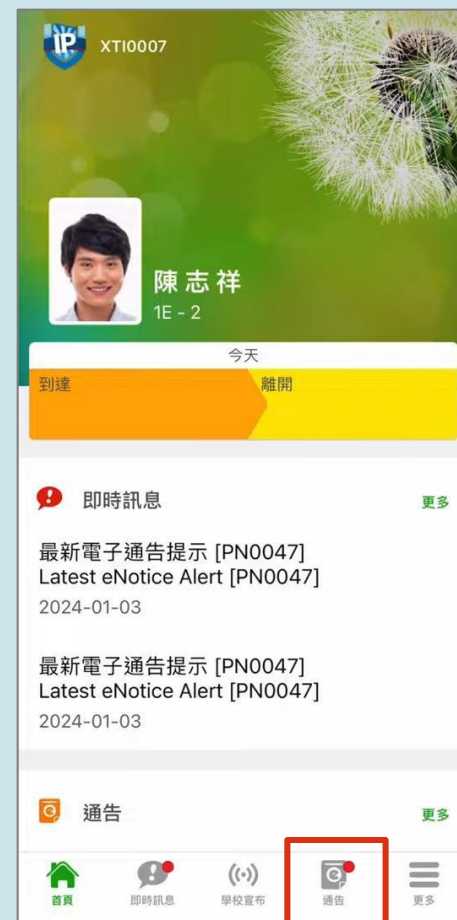 IP
XTI0007
陳志祥
1E - 2
今天
到達
離開
即時訊息
更多
最新電子通告提示 [PN0047]
Latest eNotice Alert [PN0047]
2024-01-03
最新電子通告提示 [PN0047]
Latest eNotice Alert [PN0047]
2024-01-03
通告
更多
首頁
即時訊息
學校宣布
通告
更多